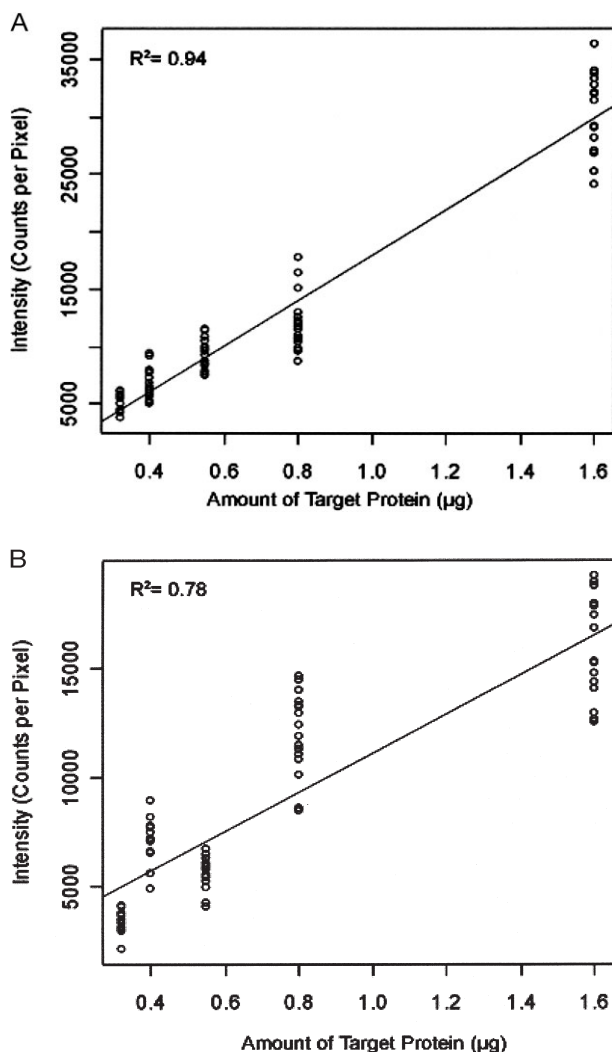 A
R²= 0.94
Intensity (Counts per Pixel)
35000
25000
15000
5000
0.4 0.6 0.8 1.0 1.2 1.4 1.6
Amount of Target Protein (µg)
B
R²= 0.78
Intensity (Counts per Pixel)
15000
10000
5000
0.4 0.6 0.8 1.0 1.2 1.4 1.6
Amount of Target Protein (µg)